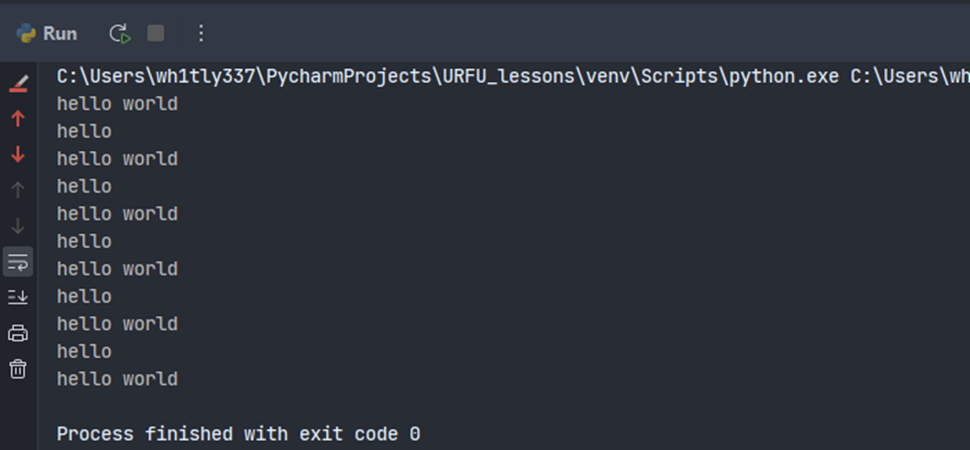 Run
C:\Users\wh1tly337\PycharmProjects\URFU_lessons\venv\Scripts\python.exe C:\Users\wh
hello world
hello
hello world
hello
hello world
hello
hello world
hello
hello world
hello
hello world
Process finished with exit code 0